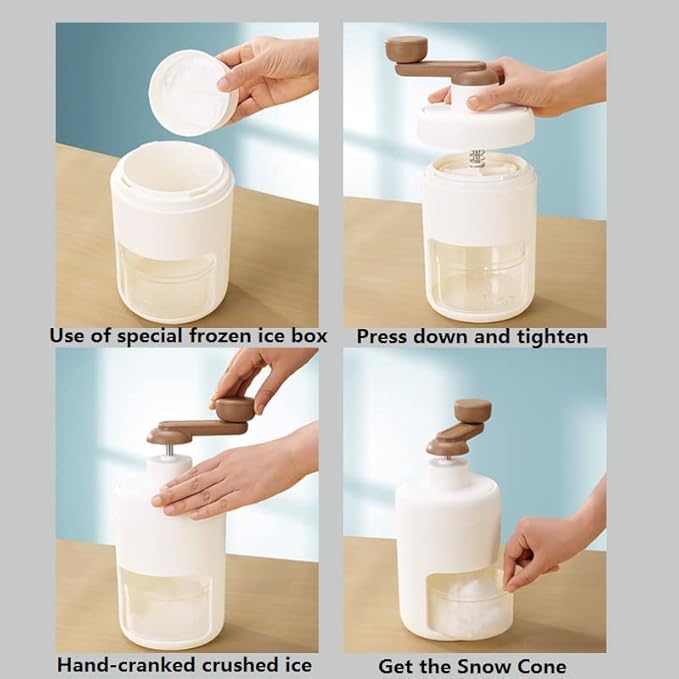 Use of special frozen ice box
Press down and tighten
Hand-cranked crushed ice
Get the Snow Cone